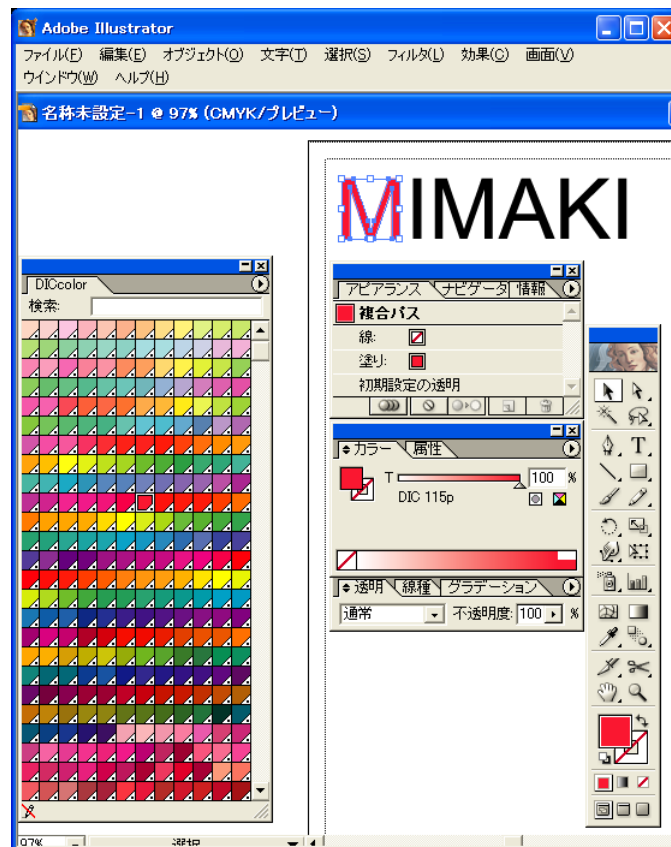 Adobe Illustrator
ファイル(F) 編集(E) オブジェクト(O) 文字(T) 選択(S) フィルタ(L) 効果(C) 画面(V)
ウインドウ(W) ヘルプ(H)
名称未設定-1 @ 97% (CMYK/プレビュー)
MIMAKI
DICcolor
検索:
アピアランス ナビゲータ 情報
複合パス
線:
塗り:
初期設定の透明
カラー 属性
T 100 %
DIC 115p
透明 線種 グラデーション
通常 不透明度: 100 %
T
97% 選択